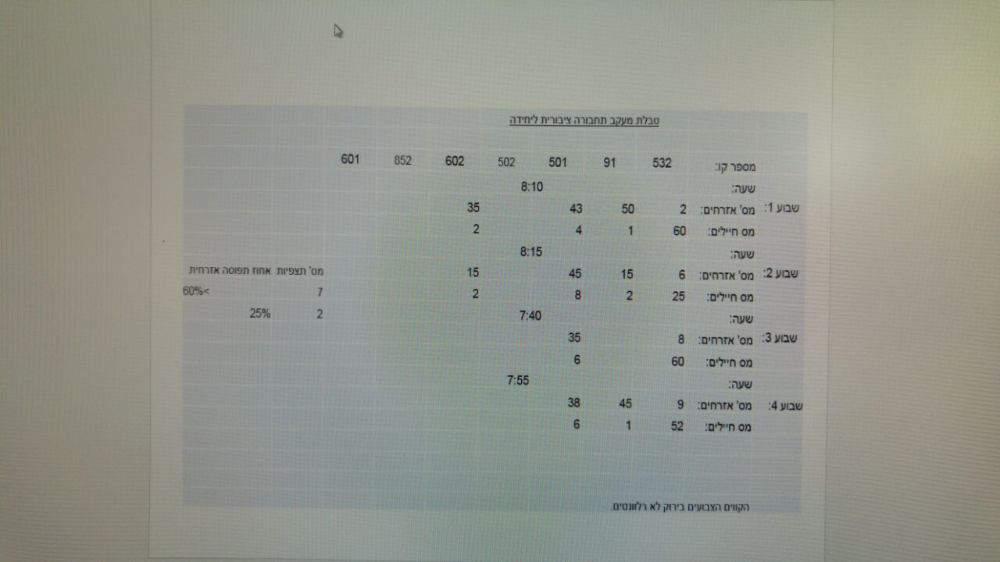 טבלת מעקב תחבורה ציבורית ליחידה
מספר קו: 532 91 501 502 602 852 601
שעה: 8:10
שבוע 1: מס' אזרחים: 2 50 43 35
מס חיילים: 60 1 4 2
שעה: 8:15
שבוע 2: מס' אזרחים: 6 15 45 15
מס חיילים: 25 2 8 2
שעה: 7:40
שבוע 3: מס' אזרחים: 8 35
מס חיילים: 60 6
שעה: 7:55
שבוע 4: מס' אזרחים: 9 45 38
מס חיילים: 52 1 6
מס' תצפיות אחוז תפוסה אזרחית
7 60%<
2 25%
הקווים הצבועים בירוק לא רלוונטים.